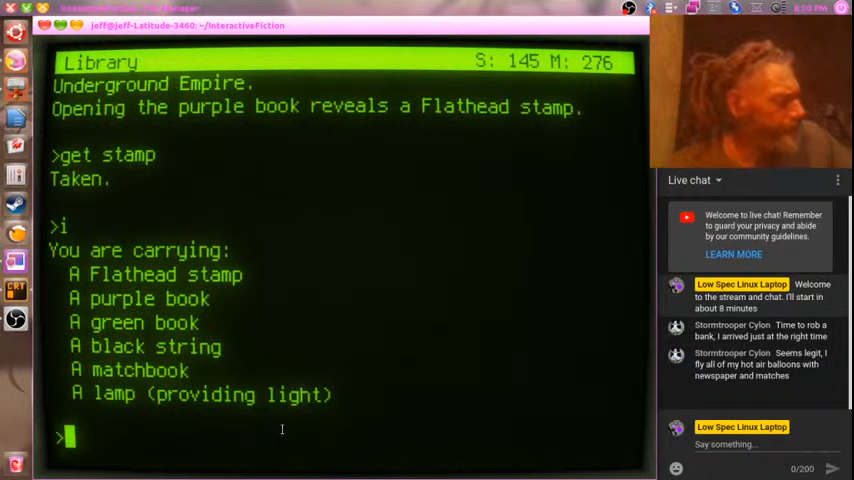 8:20 PM
jeff@jeff-Latitude-3460:~/InteractiveFiction
Library S: 145 M: 276
Underground Empire.
Opening the purple book reveals a Flathead stamp.
>get stamp
Taken.
>i
You are carrying:
A Flathead stamp
A purple book
A green book
A black string
A matchbook
A lamp (providing light)
>
CRT
Live chat
Welcome to live chat! Remember
to guard your privacy and abide
by our community guidelines.
LEARN MORE
Low Spec Linux Laptop Welcome
to the stream and chat. I'll start in
about 8 minutes
Stormtrooper Cylon Time to rob a
bank, I arrived just at the right time
Stormtrooper Cylon Seems legit, I
fly all of my hot air balloons with
newspaper and matches
Low Spec Linux Laptop
Say something...
0/200